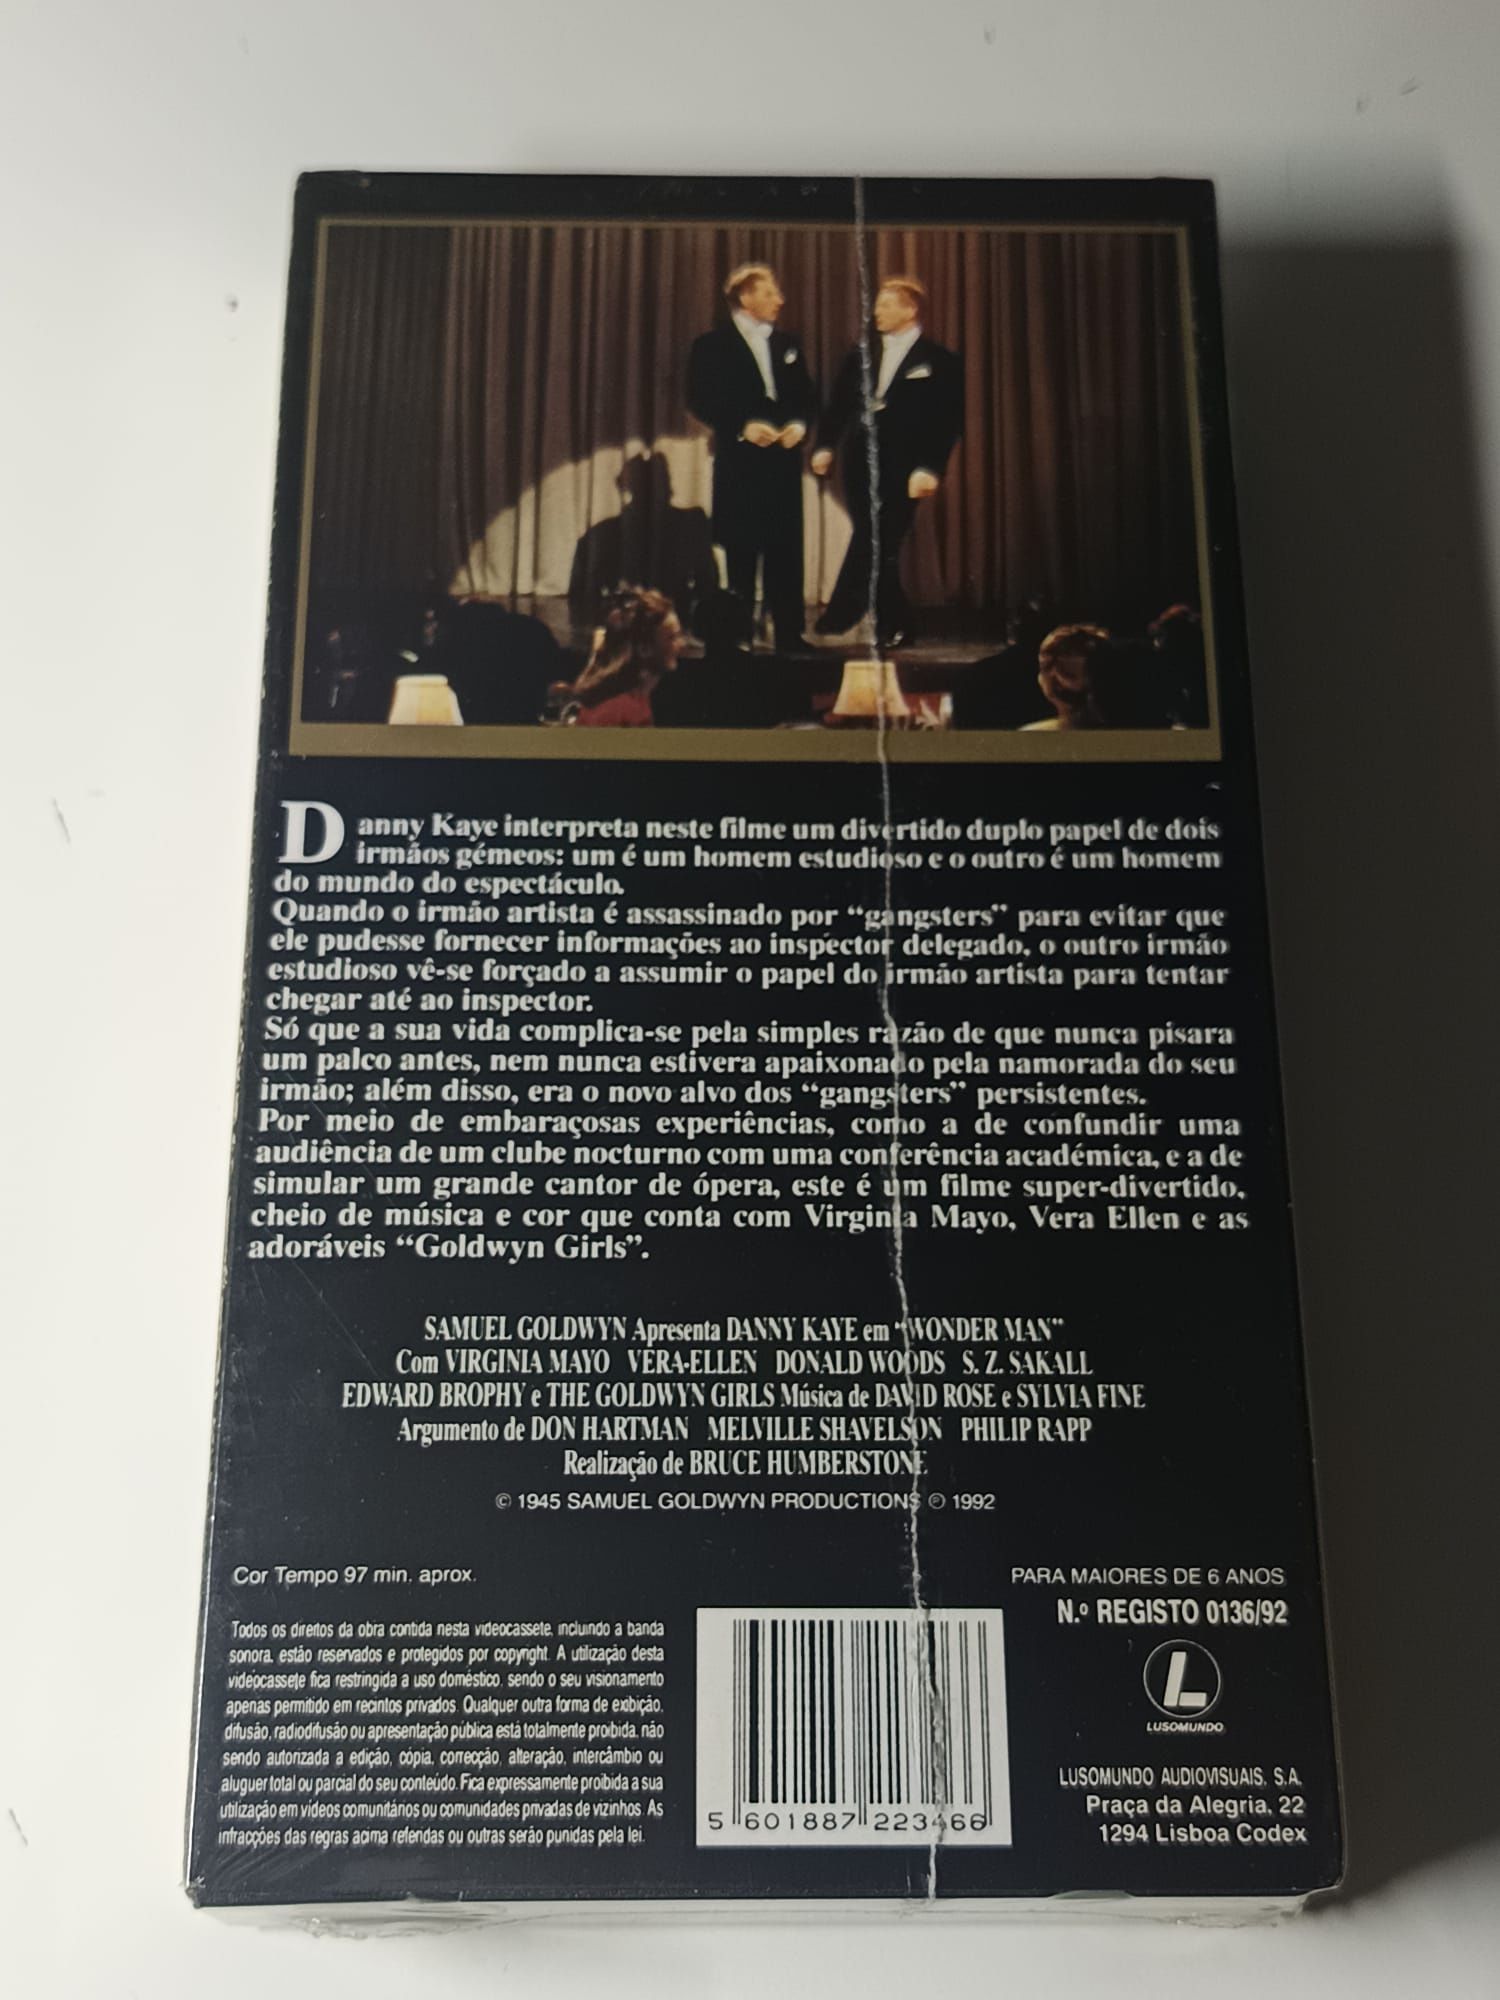 Danny Kaye interpreta neste filme um divertido duplo papel de dois
irmãos gémeos: um é um homem estudioso e o outro é um homem
do mundo do espectáculo.
Quando o irmão artista é assassinado por “gangsters” para evitar que
ele pudesse fornecer informações ao inspector delegado, o outro irmão
estudioso vê-se forçado a assumir o papel do irmão artista para tentar
chegar até ao inspector.
Só que a sua vida complica-se pela simples razão de que nunca pisara
um palco antes, nem nunca estivera apaixonado pela namorada do seu
irmão; além disso, era o novo alvo dos “gangsters” persistentes.
Por meio de embaraçosas experiências, como a de confundir uma
audiência de um clube nocturno com uma conferência académica, e a de
simular um grande cantor de ópera, este é um filme super-divertido,
cheio de música e cor que conta com Virginia Mayo, Vera Ellen e as
adoráveis “Goldwyn Girls”.
SAMUEL GOLDWYN Apresenta DANNY KAYE em “WONDER MAN”
Com VIRGINIA MAYO VERA-ELLEN DONALD WOODS S. Z. SAKALL
EDWARD BROPHY e THE GOLDWYN GIRLS Música de DAVID ROSE e SYLVIA FINE
Argumento de DON HARTMAN MELVILLE SHAVELSON PHILIP RAPP
Realização de BRUCE HUMBERSTONE
© 1945 SAMUEL GOLDWYN PRODUCTIONS ℗ 1992
Cor Tempo 97 min. aprox.
PARA MAIORES DE 6 ANOS
N.º REGISTO 0136/92
Todos os direitos da obra contida nesta videocassete, incluindo a banda
sonora, estão reservados e protegidos por copyright. A utilização desta
videocassete fica restringida a uso doméstico, sendo o seu visionamento
apenas permitido em recintos privados. Qualquer outra forma de exibição,
difusão, radiodifusão ou apresentação pública está totalmente proibida, não
sendo autorizada a edição, cópia, correcção, alteração, intercâmbio ou
aluguer total ou parcial do seu conteúdo. Fica expressamente proibida a sua
utilização em vídeos comunitários ou comunidades privadas de vizinhos. As
infracções das regras acima referidas ou outras serão punidas pela lei.
5 601887 223466
L
LUSOMUNDO
LUSOMUNDO AUDIOVISUAIS, S.A.
Praça da Alegria, 22
1294 Lisboa Codex